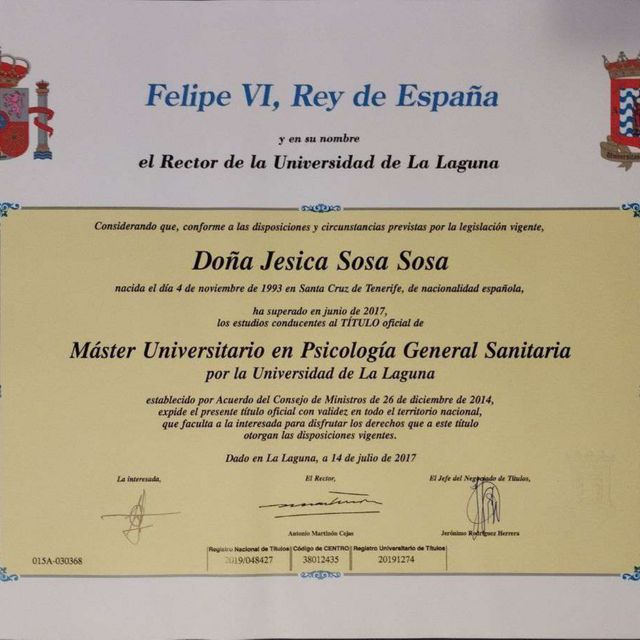 Felipe VI, Rey de España
y en su nombre
el Rector de la Universidad de La Laguna
Considerando que, conforme a las disposiciones y circunstancias previstas por la legislación vigente,
Doña Jesica Sosa Sosa
nacida el día 4 de noviembre de 1993 en Santa Cruz de Tenerife, de nacionalidad española,
ha superado en junio de 2017,
los estudios conducentes al TÍTULO oficial de
Máster Universitario en Psicología General Sanitaria
por la Universidad de La Laguna
establecido por Acuerdo del Consejo de Ministros de 26 de diciembre de 2014,
expide el presente título oficial con validez en todo el territorio nacional,
que faculta a la interesada para disfrutar los derechos que a este título
otorgan las disposiciones vigentes.
Dado en La Laguna, a 14 de julio de 2017
La interesada, El Rector, El Jefe del Negociado de Títulos,
Antonio Martinón Cejas Jerónimo Rodríguez Herrera
Registro Nacional de Títulos Código de CENTRO Registro Universitario de Títulos
015A-030368 2019/048427 38012435 20191274